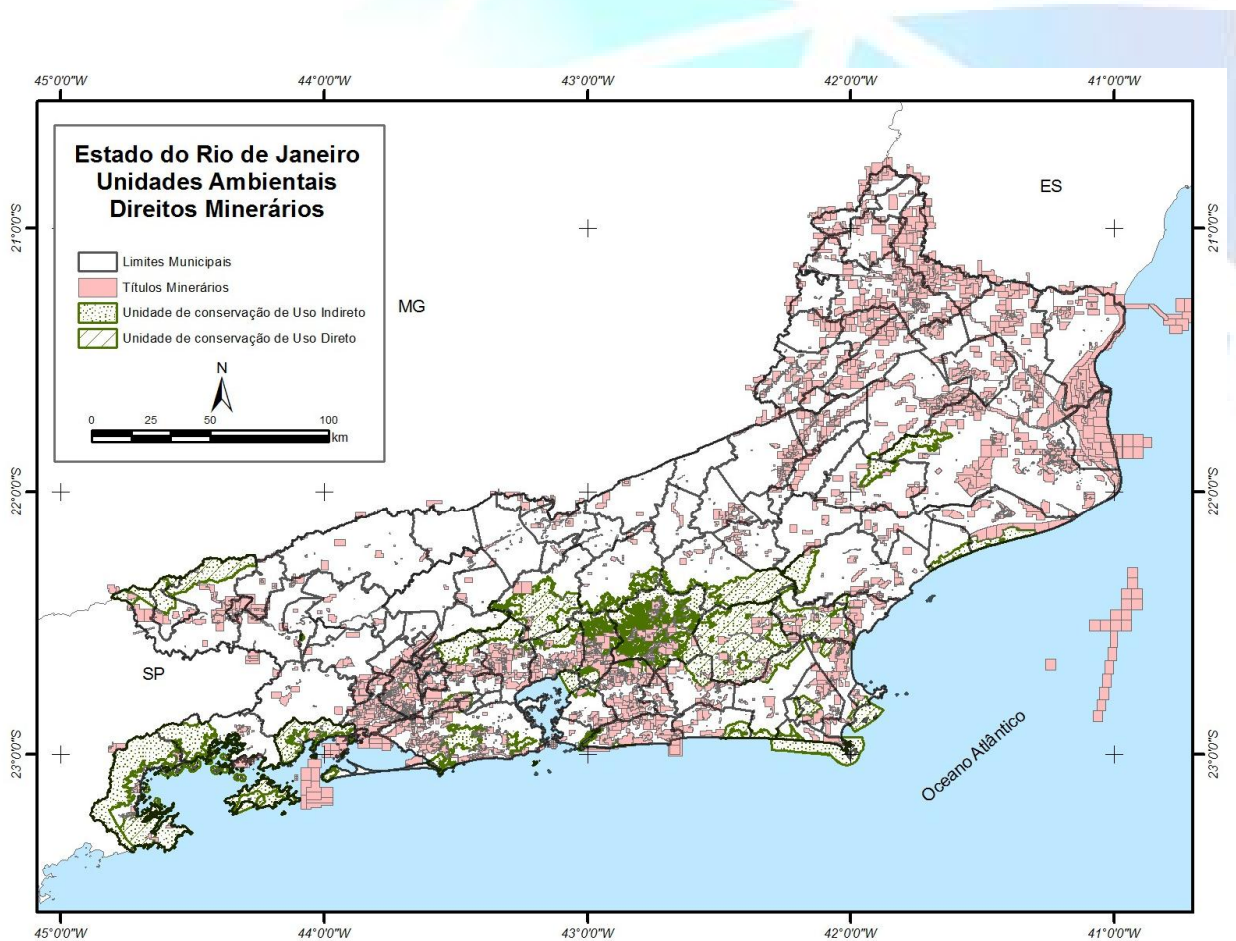 45°0'0"W 44°0'0"W 43°0'0"W 42°0'0"W 41°0'0"W
Estado do Rio de Janeiro
Unidades Ambientais
Direitos Minerários
Limites Municipais
Títulos Minerários
Unidade de conservação de Uso Indireto
Unidade de conservação de Uso Direto
N
0 25 50 100
km
ES
MG
SP
Oceano Atlântico
21°0'0"S
22°0'0"S
23°0'0"S
21°0'0"S
22°0'0"S
23°0'0"S
45°0'0"W 44°0'0"W 43°0'0"W 42°0'0"W 41°0'0"W